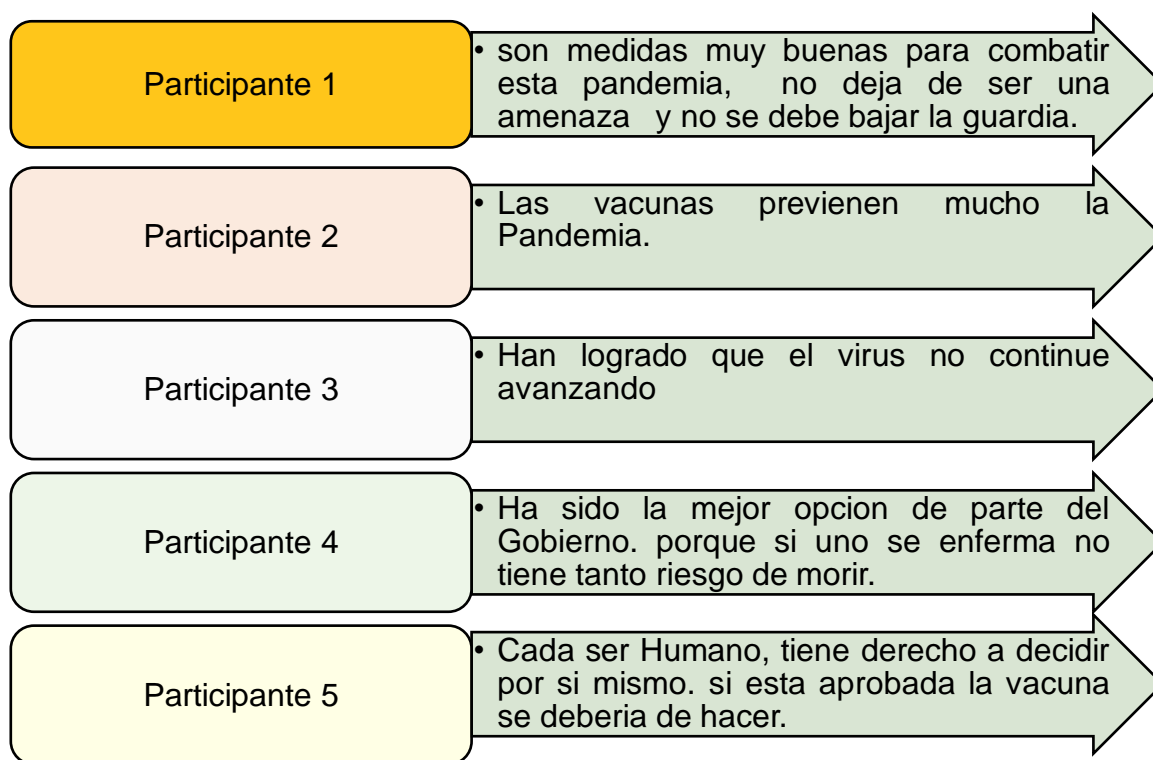 Participante 1
• son medidas muy buenas para combatir
esta pandemia, no deja de ser una
amenaza y no se debe bajar la guardia.
Participante 2
• Las vacunas previenen mucho la
Pandemia.
Participante 3
• Han logrado que el virus no continue
avanzando
Participante 4
• Ha sido la mejor opcion de parte del
Gobierno. porque si uno se enferma no
tiene tanto riesgo de morir.
Participante 5
• Cada ser Humano, tiene derecho a decidir
por si mismo. si esta aprobada la vacuna
se deberia de hacer.